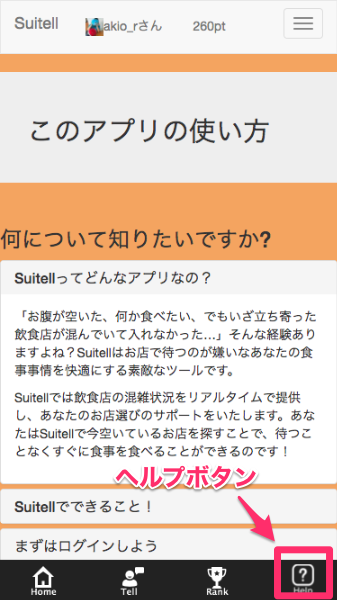 Suitell akio_rさん 260pt
このアプリの使い方
何について知りたいですか?
Suitellってどんなアプリなの？
「お腹が空いた、何か食べたい、でもいざ立ち寄った
飲食店が混んでいて入れなかった…」そんな経験あり
ますよね？Suitellはお店で待つのが嫌いなあなたの食
事事情を快適にする素敵なツールです。
Suitellでは飲食店の混雑状況をリアルタイムで提供
し、あなたのお店選びのサポートをいたします。あな
たはSuitellで今空いているお店を探すことで、待つこ
となくすぐに食事を食べることができるのです！
ヘルプボタン
Suitellでできること！
まずはログインしよう
Home Tell Rank Help